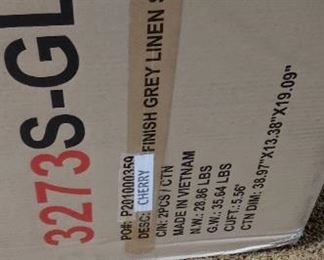 3273S-GL
PO#: P201000359
DESC: CHERRY FINISH GREY LINEN S
C/N: 2PCS / CTN
MADE IN VIETNAM
N.W.: 28.86 LBS
G.W.: 35.64 LBS
CUFT.: 5.56'
CTN DIM: 38.97"X13.38"X19.09"